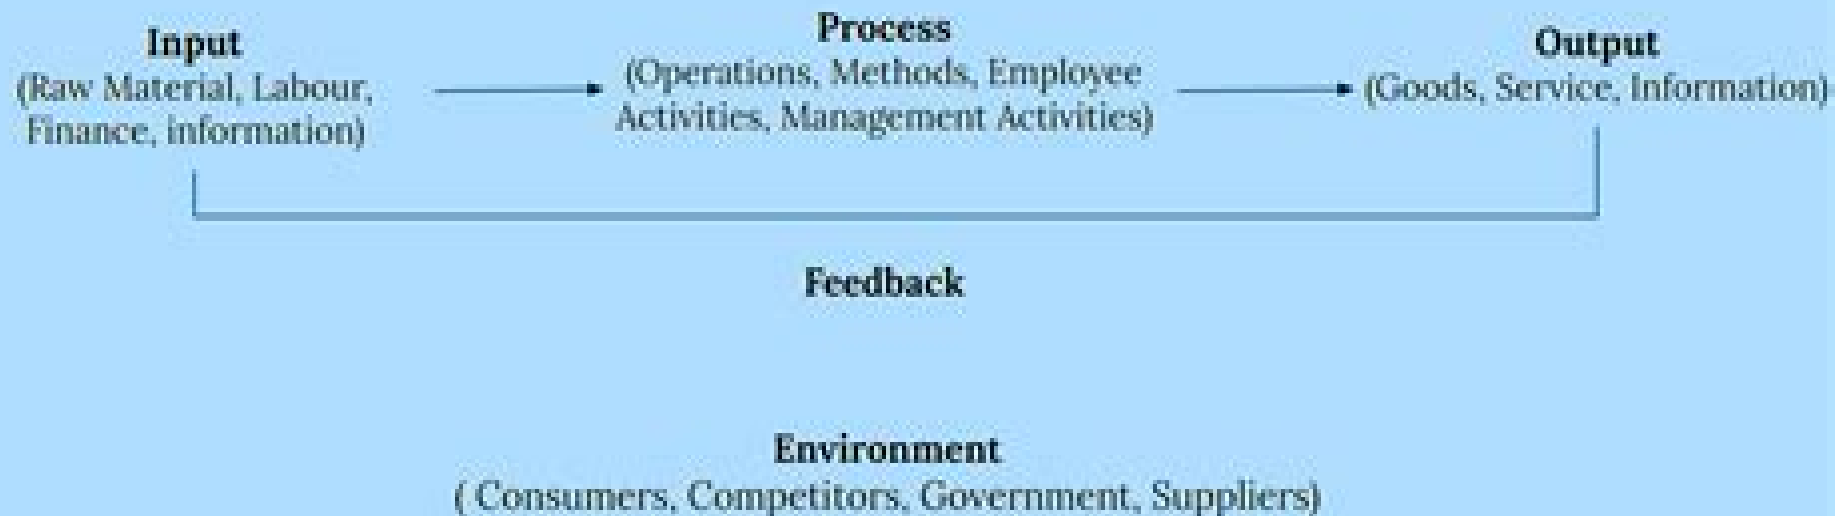 Input
(Raw Material, Labour,
Finance, information)
Process
(Operations, Methods, Employee
Activities, Management Activities)
Output
(Goods, Service, Information)
Feedback
Environment
( Consumers, Competitors, Government, Suppliers)